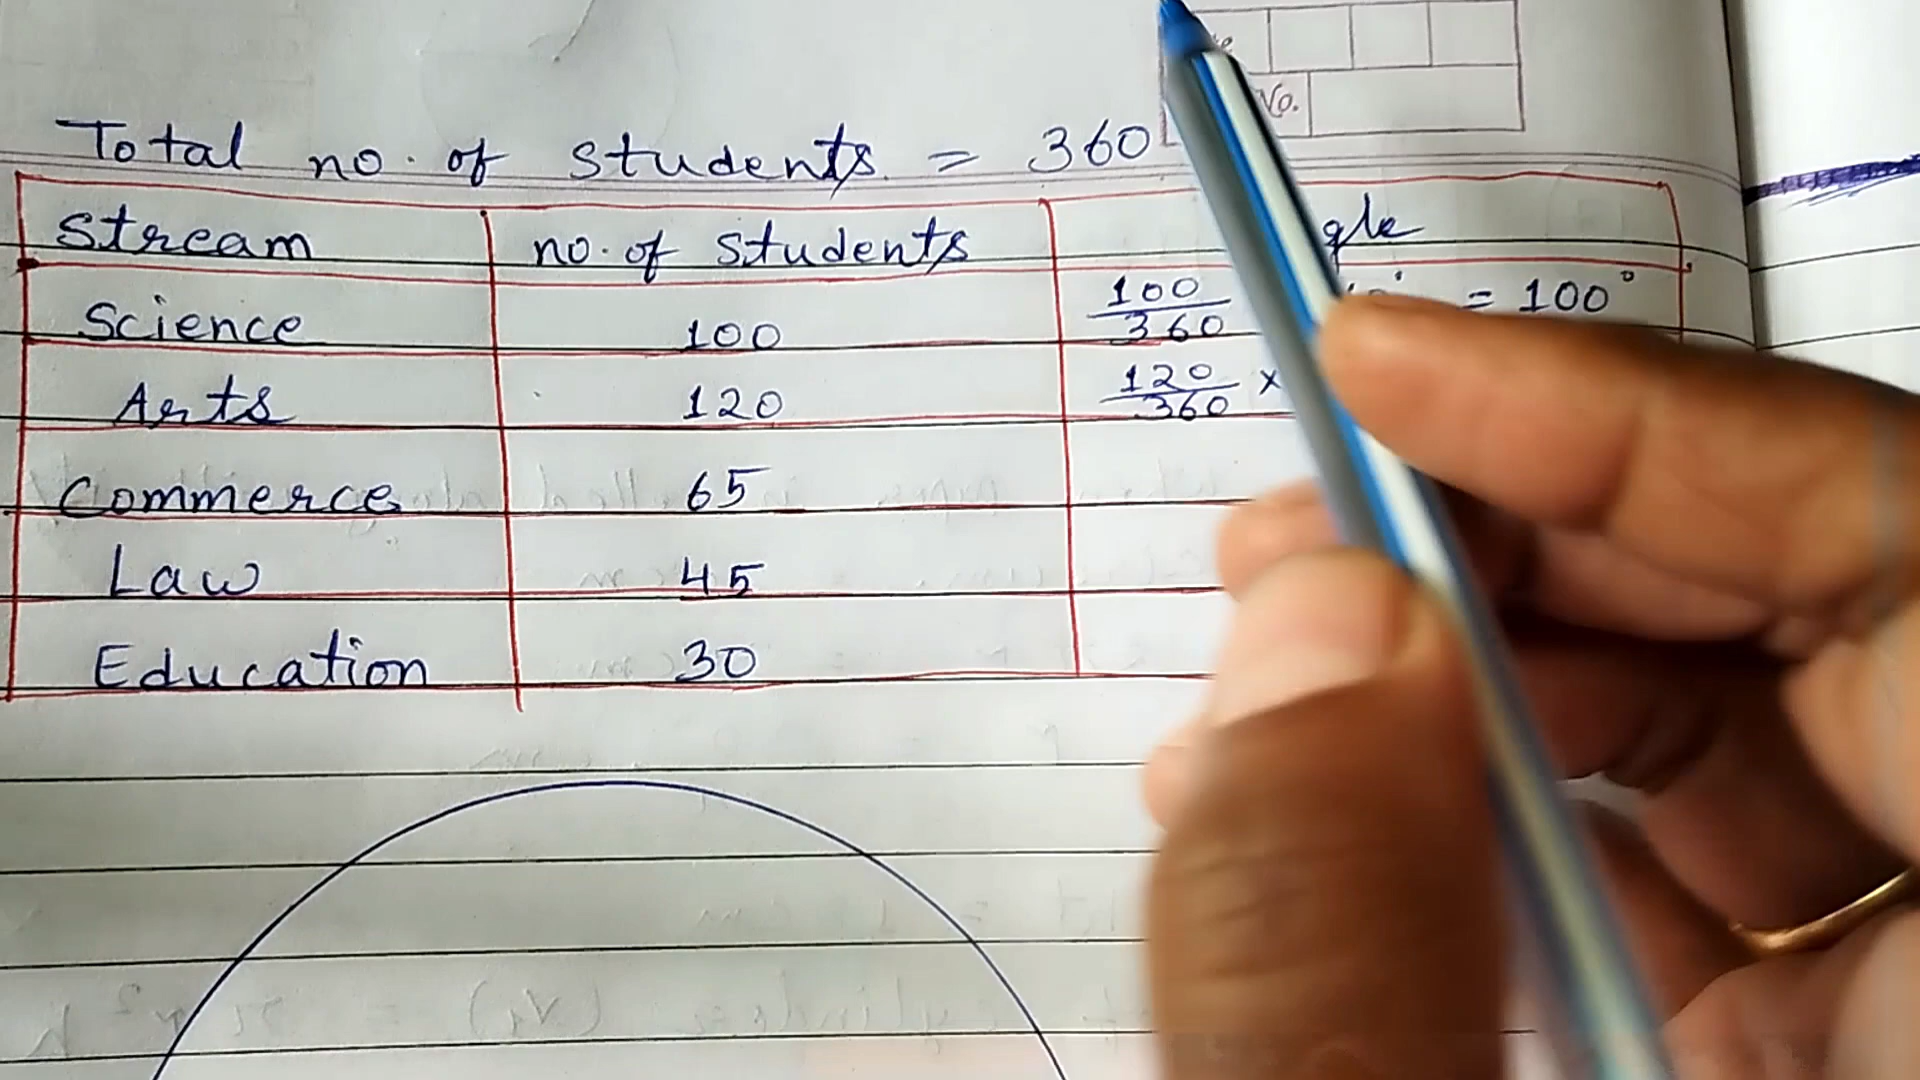 No.
Total no. of students = 360
Stream no. of students
Science 100 100/360 = 100°
Arts 120 120/360 ×
Commerce 65
Law 45
Education 30